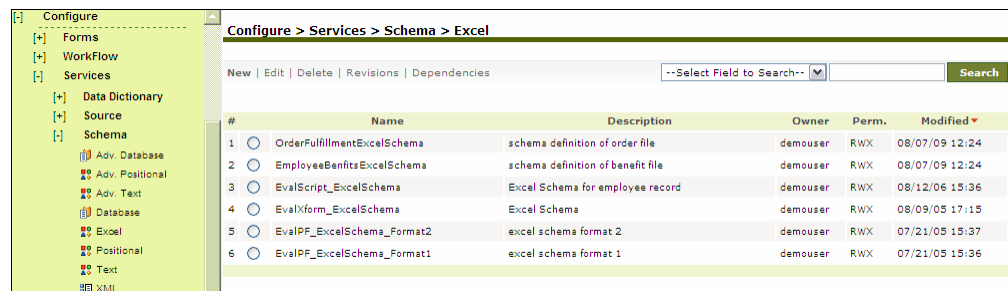 [-] Configure
[+] Forms
[+] WorkFlow
[-] Services
[+] Data Dictionary
[+] Source
[-] Schema
Adv. Database
Adv. Positional
Adv. Text
Database
Excel
Positional
Text
XML
Configure > Services > Schema > Excel
New | Edit | Delete | Revisions | Dependencies --Select Field to Search-- Search
# Name Description Owner Perm. Modified
1 OrderFulfillmentExcelSchema schema definition of order file demouser RWX 08/07/09 12:24
2 EmployeeBenfitsExcelSchema schema definition of benefit file demouser RWX 08/07/09 12:24
3 EvalScript_ExcelSchema Excel Schema for employee record demouser RWX 08/12/06 15:36
4 EvalXform_ExcelSchema Excel Schema demouser RWX 08/09/05 17:15
5 EvalPF_ExcelSchema_Format2 excel schema format 2 demouser RWX 07/21/05 15:37
6 EvalPF_ExcelSchema_Format1 excel schema format 1 demouser RWX 07/21/05 15:36